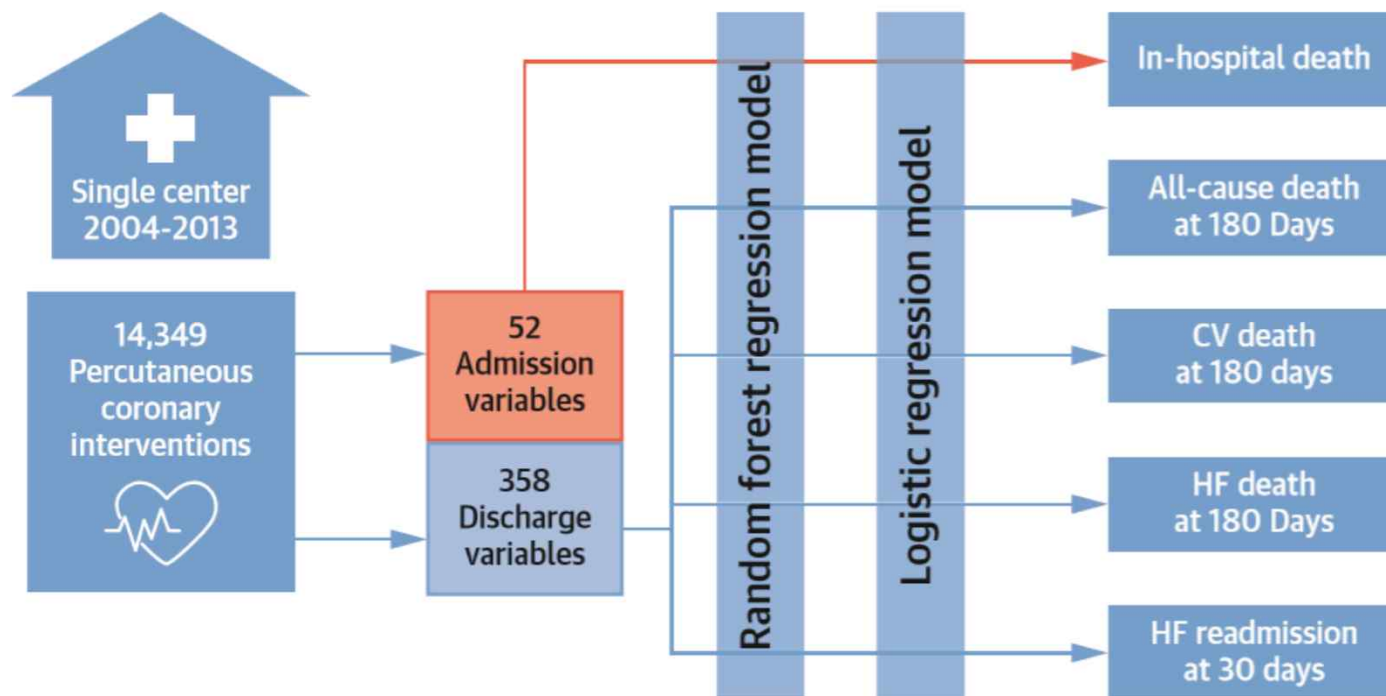 Single center
2004-2013
14,349
Percutaneous
coronary
interventions
52
Admission
variables
358
Discharge
variables
Random forest regression model
Logistic regression model
In-hospital death
All-cause death
at 180 Days
CV death
at 180 days
HF death
at 180 Days
HF readmission
at 30 days